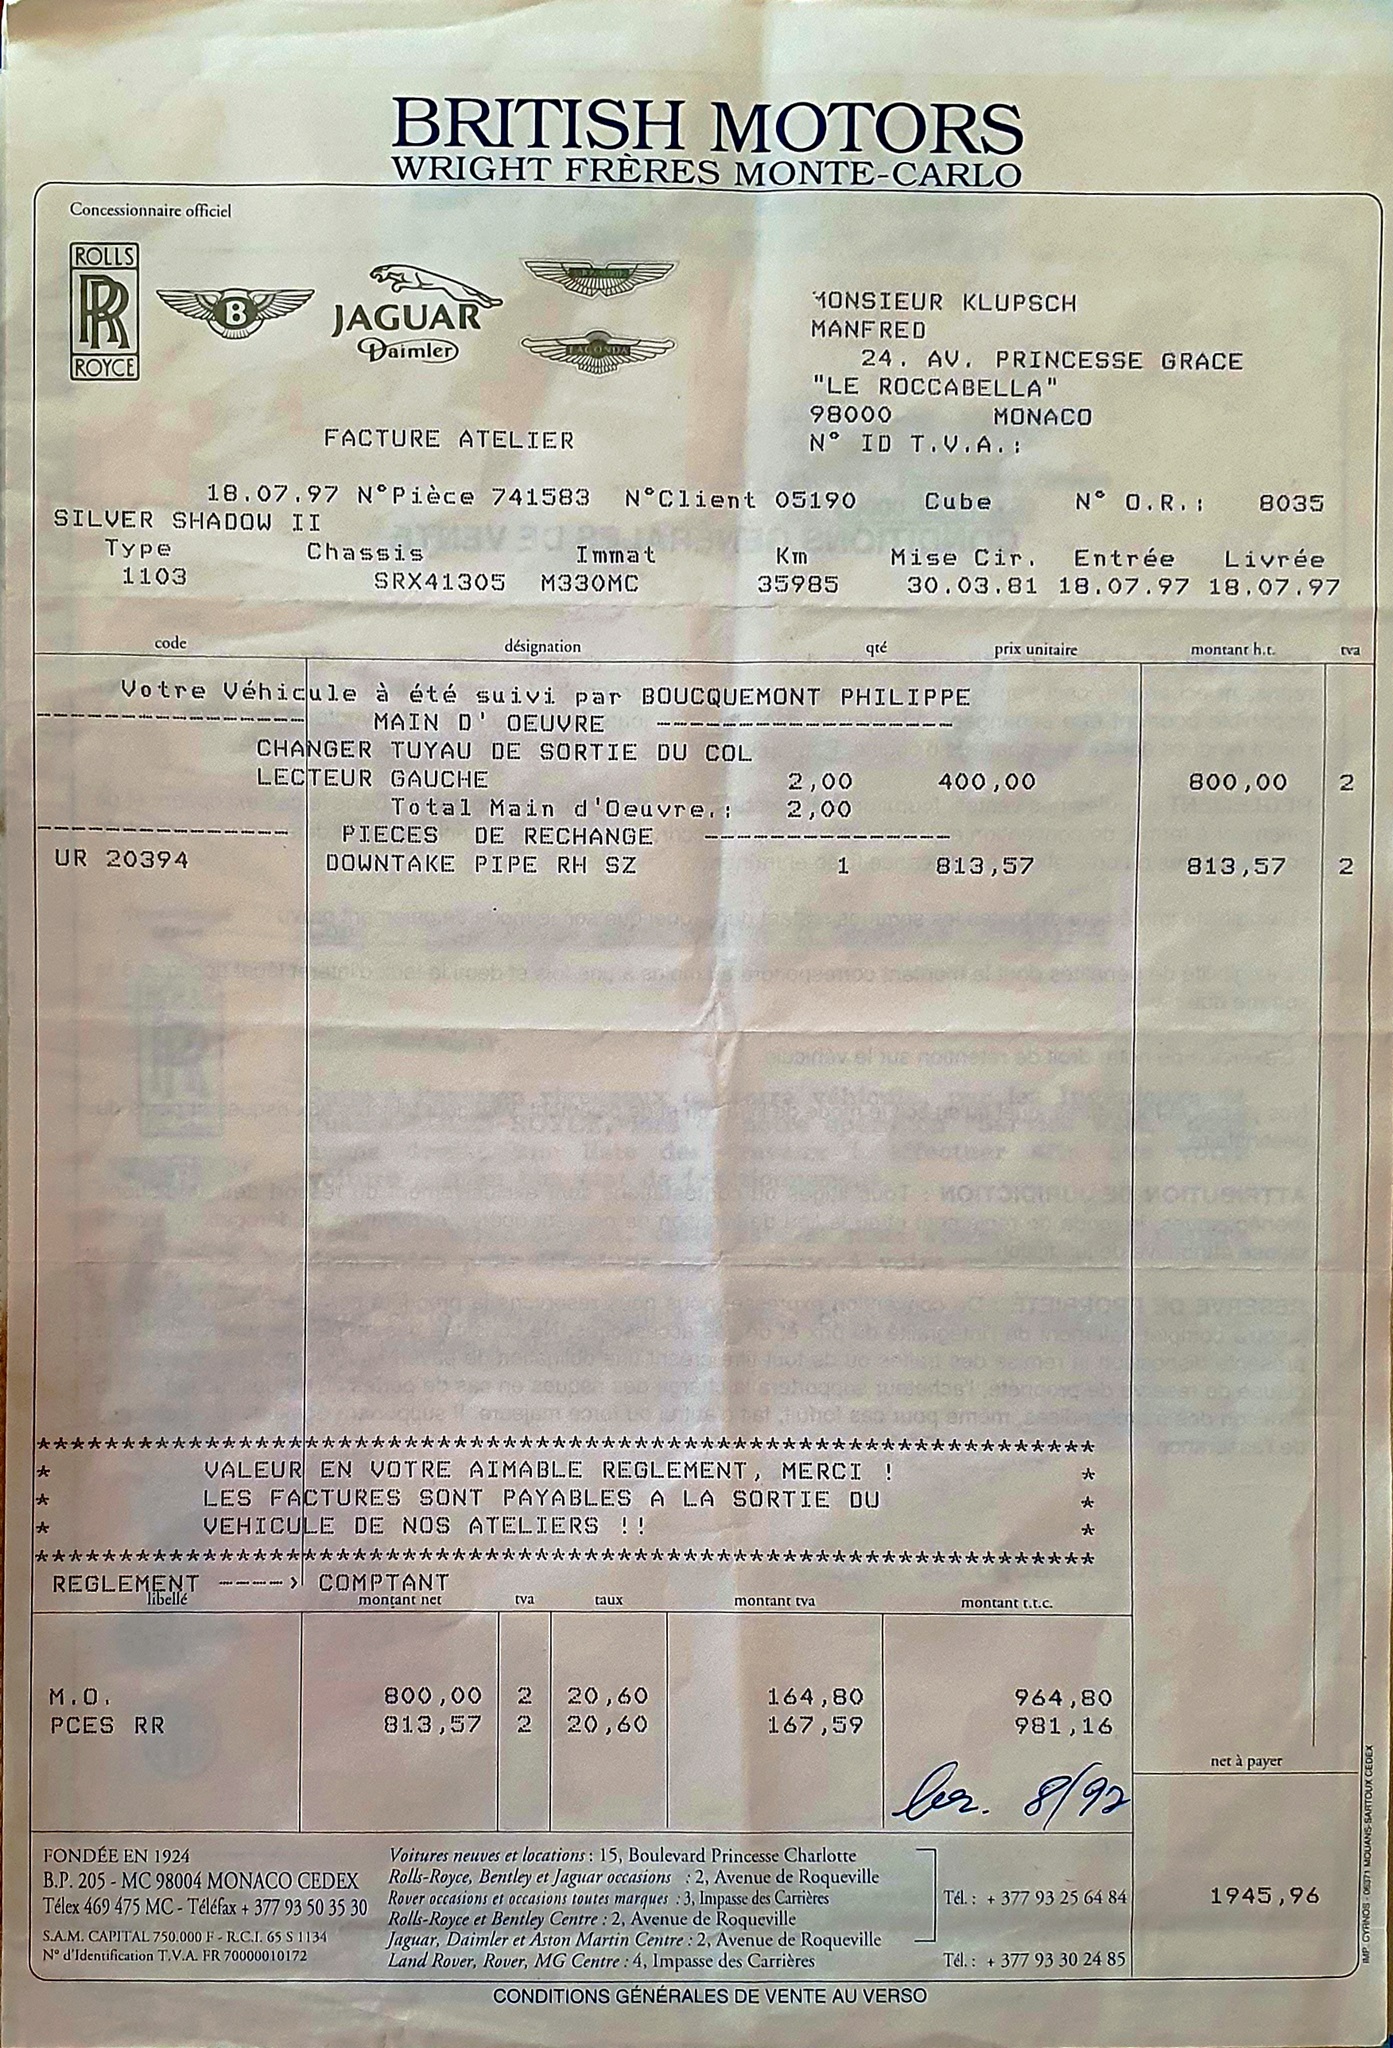 BRITISH MOTORS
WRIGHT FRÈRES MONTE-CARLO
Concessionnaire officiel
ROLLS
RR
ROYCE
B
JAGUAR
Daimler
LAGONDA
MONSIEUR KLUPSCH
MANFRED
24. AV. PRINCESSE GRACE
"LE ROCCABELLA"
98000 MONACO
N° ID T.V.A.:
FACTURE ATELIER
18.07.97 N°Pièce 741583 N°Client 05190 Cube N° O.R.: 8035
SILVER SHADOW II
Type Chassis Immat Km Mise Cir. Entrée Livrée
1103 SRX41305 M330MC 35985 30.03.81 18.07.97 18.07.97
code désignation qté prix unitaire montant h.t. tva
Votre Véhicule à été suivi par BOUCQUEMONT PHILIPPE
------------------- MAIN D' OEUVRE ---------------------
CHANGER TUYAU DE SORTIE DU COL
LECTEUR GAUCHE 2,00 400,00 800,00 2
Total Main d'Oeuvre.: 2,00
------------------ PIECES DE RECHANGE ------------------
UR 20394 DOWNTAKE PIPE RH SZ 1 813,57 813,57 2
*****************************************************************
* VALEUR EN VOTRE AIMABLE REGLEMENT, MERCI ! *
* LES FACTURES SONT PAYABLES A LA SORTIE DU *
* VEHICULE DE NOS ATELIERS !! *
*****************************************************************
REGLEMENT ----> COMPTANT
libellé montant net tva taux montant tva montant t.t.c.
M.O. 800,00 2 20,60 164,80 964,80
PCES RR 813,57 2 20,60 167,59 981,16
8/97
net à payer
1945,96
FONDÉE EN 1924
B.P. 205 - MC 98004 MONACO CEDEX
Télex 469 475 MC - Téléfax + 377 93 50 35 30
S.A.M. CAPITAL 750.000 F - R.C.I. 65 S 1134
N° d'Identification T.V.A. FR 70000010172
Voitures neuves et locations : 15, Boulevard Princesse Charlotte
Rolls-Royce, Bentley et Jaguar occasions : 2, Avenue de Roqueville
Rover occasions et occasions toutes marques : 3, Impasse des Carrières
Rolls-Royce et Bentley Centre : 2, Avenue de Roqueville
Jaguar, Daimler et Aston Martin Centre : 2, Avenue de Roqueville
Land Rover, Rover, MG Centre : 4, Impasse des Carrières
Tél. : + 377 93 25 64 84
Tél. : + 377 93 30 24 85
IMP. CYRNOS - 06371 MOUANS-SARTOUX CEDEX
CONDITIONS GÉNÉRALES DE VENTE AU VERSO